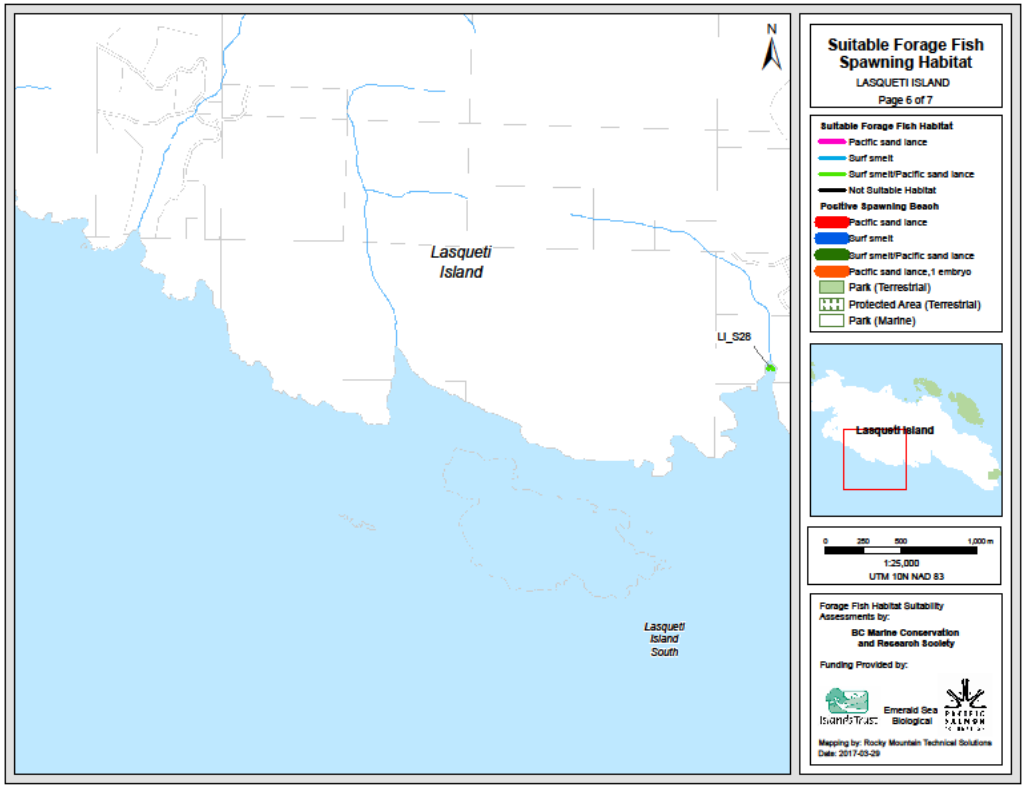 N
Lasqueti
Island
LI_S28
Lasqueti
Island
South
Suitable Forage Fish
Spawning Habitat
LASQUETI ISLAND
Page 6 of 7
Suitable Forage Fish Habitat
Pacific sand lance
Surf smelt
Surf smelt/Pacific sand lance
Not Suitable Habitat
Positive Spawning Beach
Pacific sand lance
Surf smelt
Surf smelt/Pacific sand lance
Pacific sand lance,1 embryo
Park (Terrestrial)
Protected Area (Terrestrial)
Park (Marine)
Lasqueti Island
0 250 500 1,000 m
1:25,000
UTM 10N NAD 83
Forage Fish Habitat Suitability
Assessments by:
BC Marine Conservation
and Research Society
Funding Provided by:
Islands Trust
Emerald Sea
Biological
PACIFIC
SALMON
Mapping by: Rocky Mountain Technical Solutions
Date: 2017-03-29